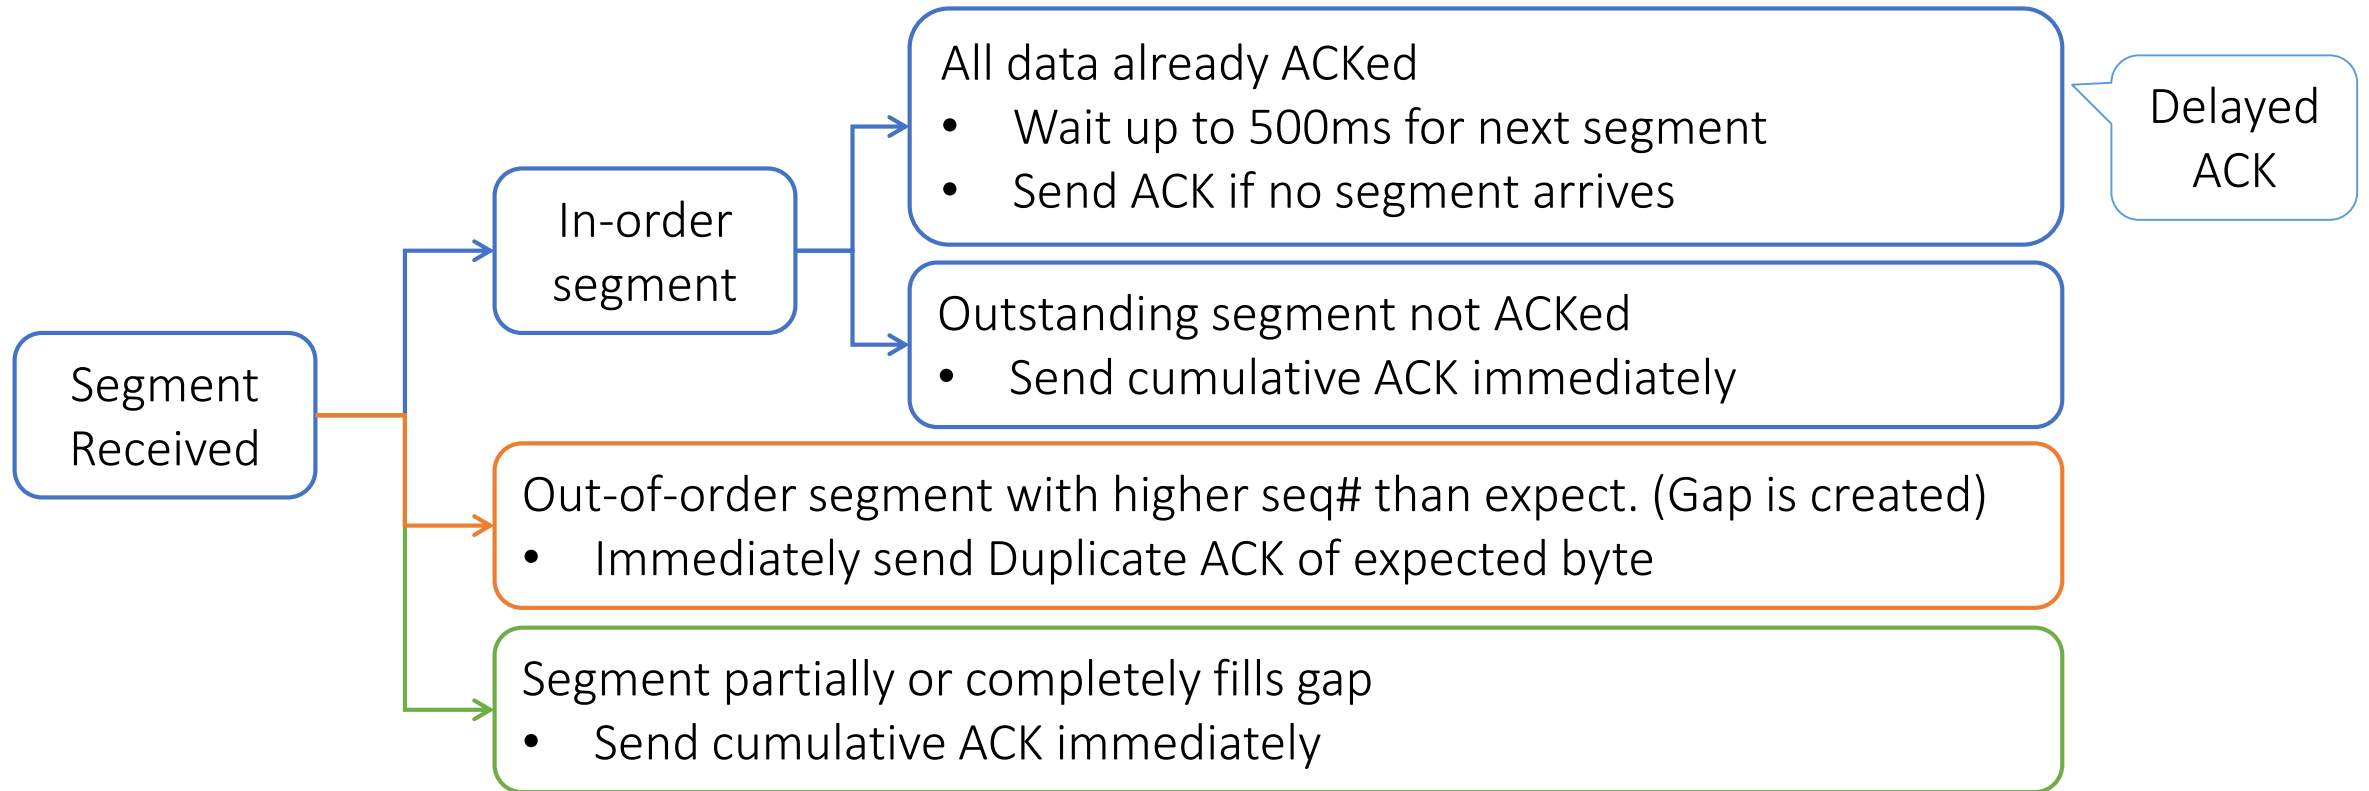 All data already ACKed
• Wait up to 500ms for next segment
• Send ACK if no segment arrives
Delayed
ACK
In-order
segment
Outstanding segment not ACKed
• Send cumulative ACK immediately
Segment
Received
Out-of-order segment with higher seq# than expect. (Gap is created)
• Immediately send Duplicate ACK of expected byte
Segment partially or completely fills gap
• Send cumulative ACK immediately